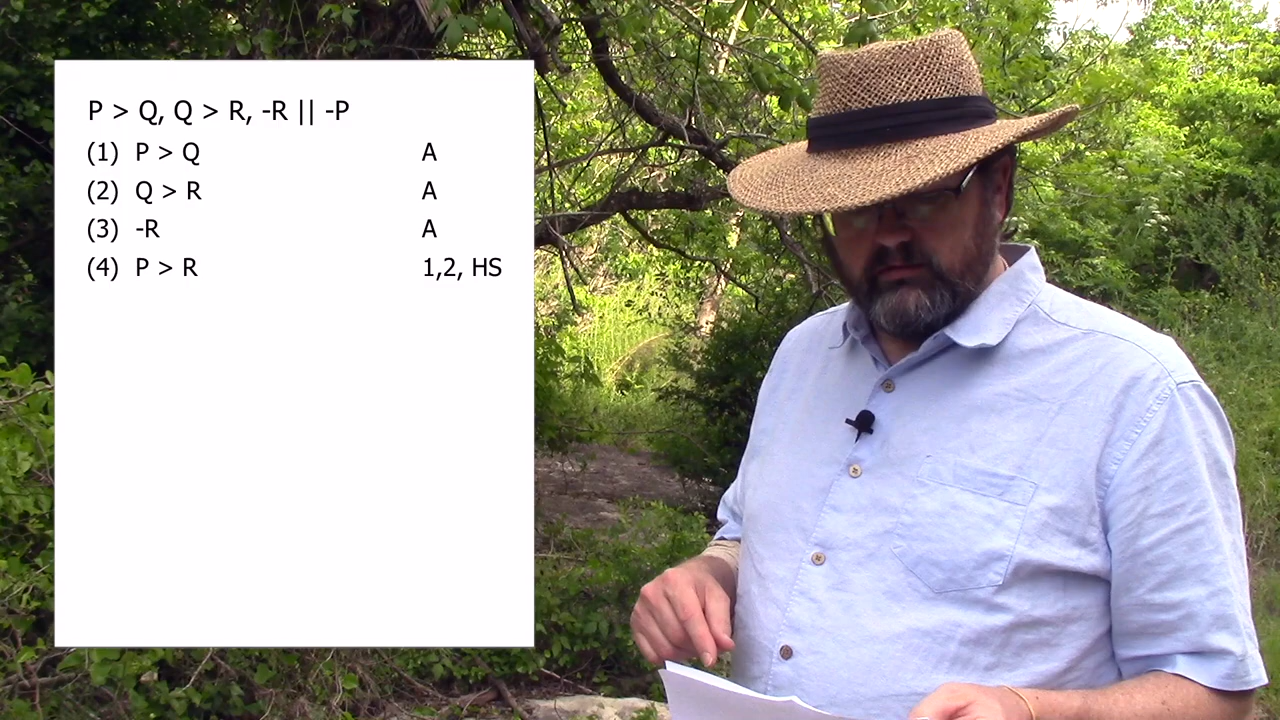 P > Q, Q > R, -R || -P
(1) P > Q A
(2) Q > R A
(3) -R A
(4) P > R 1,2, HS